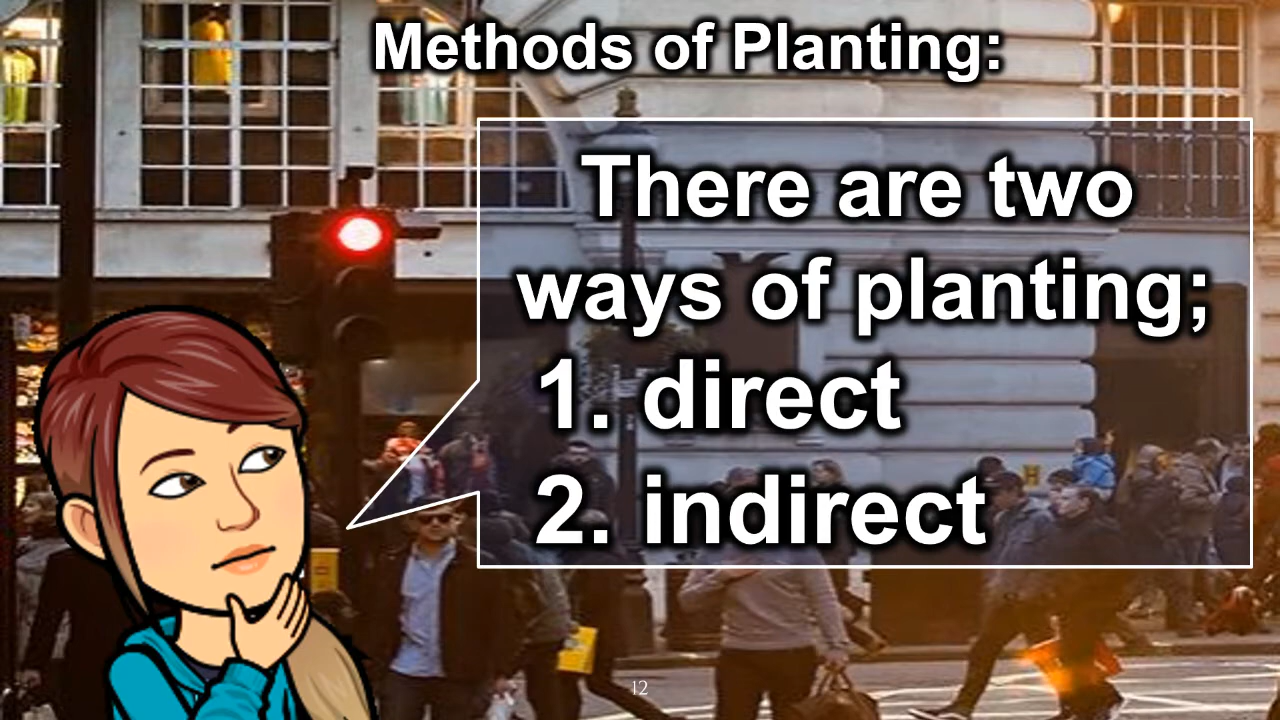 Methods of Planting:
There are two
ways of planting;
1. direct
2. indirect
12